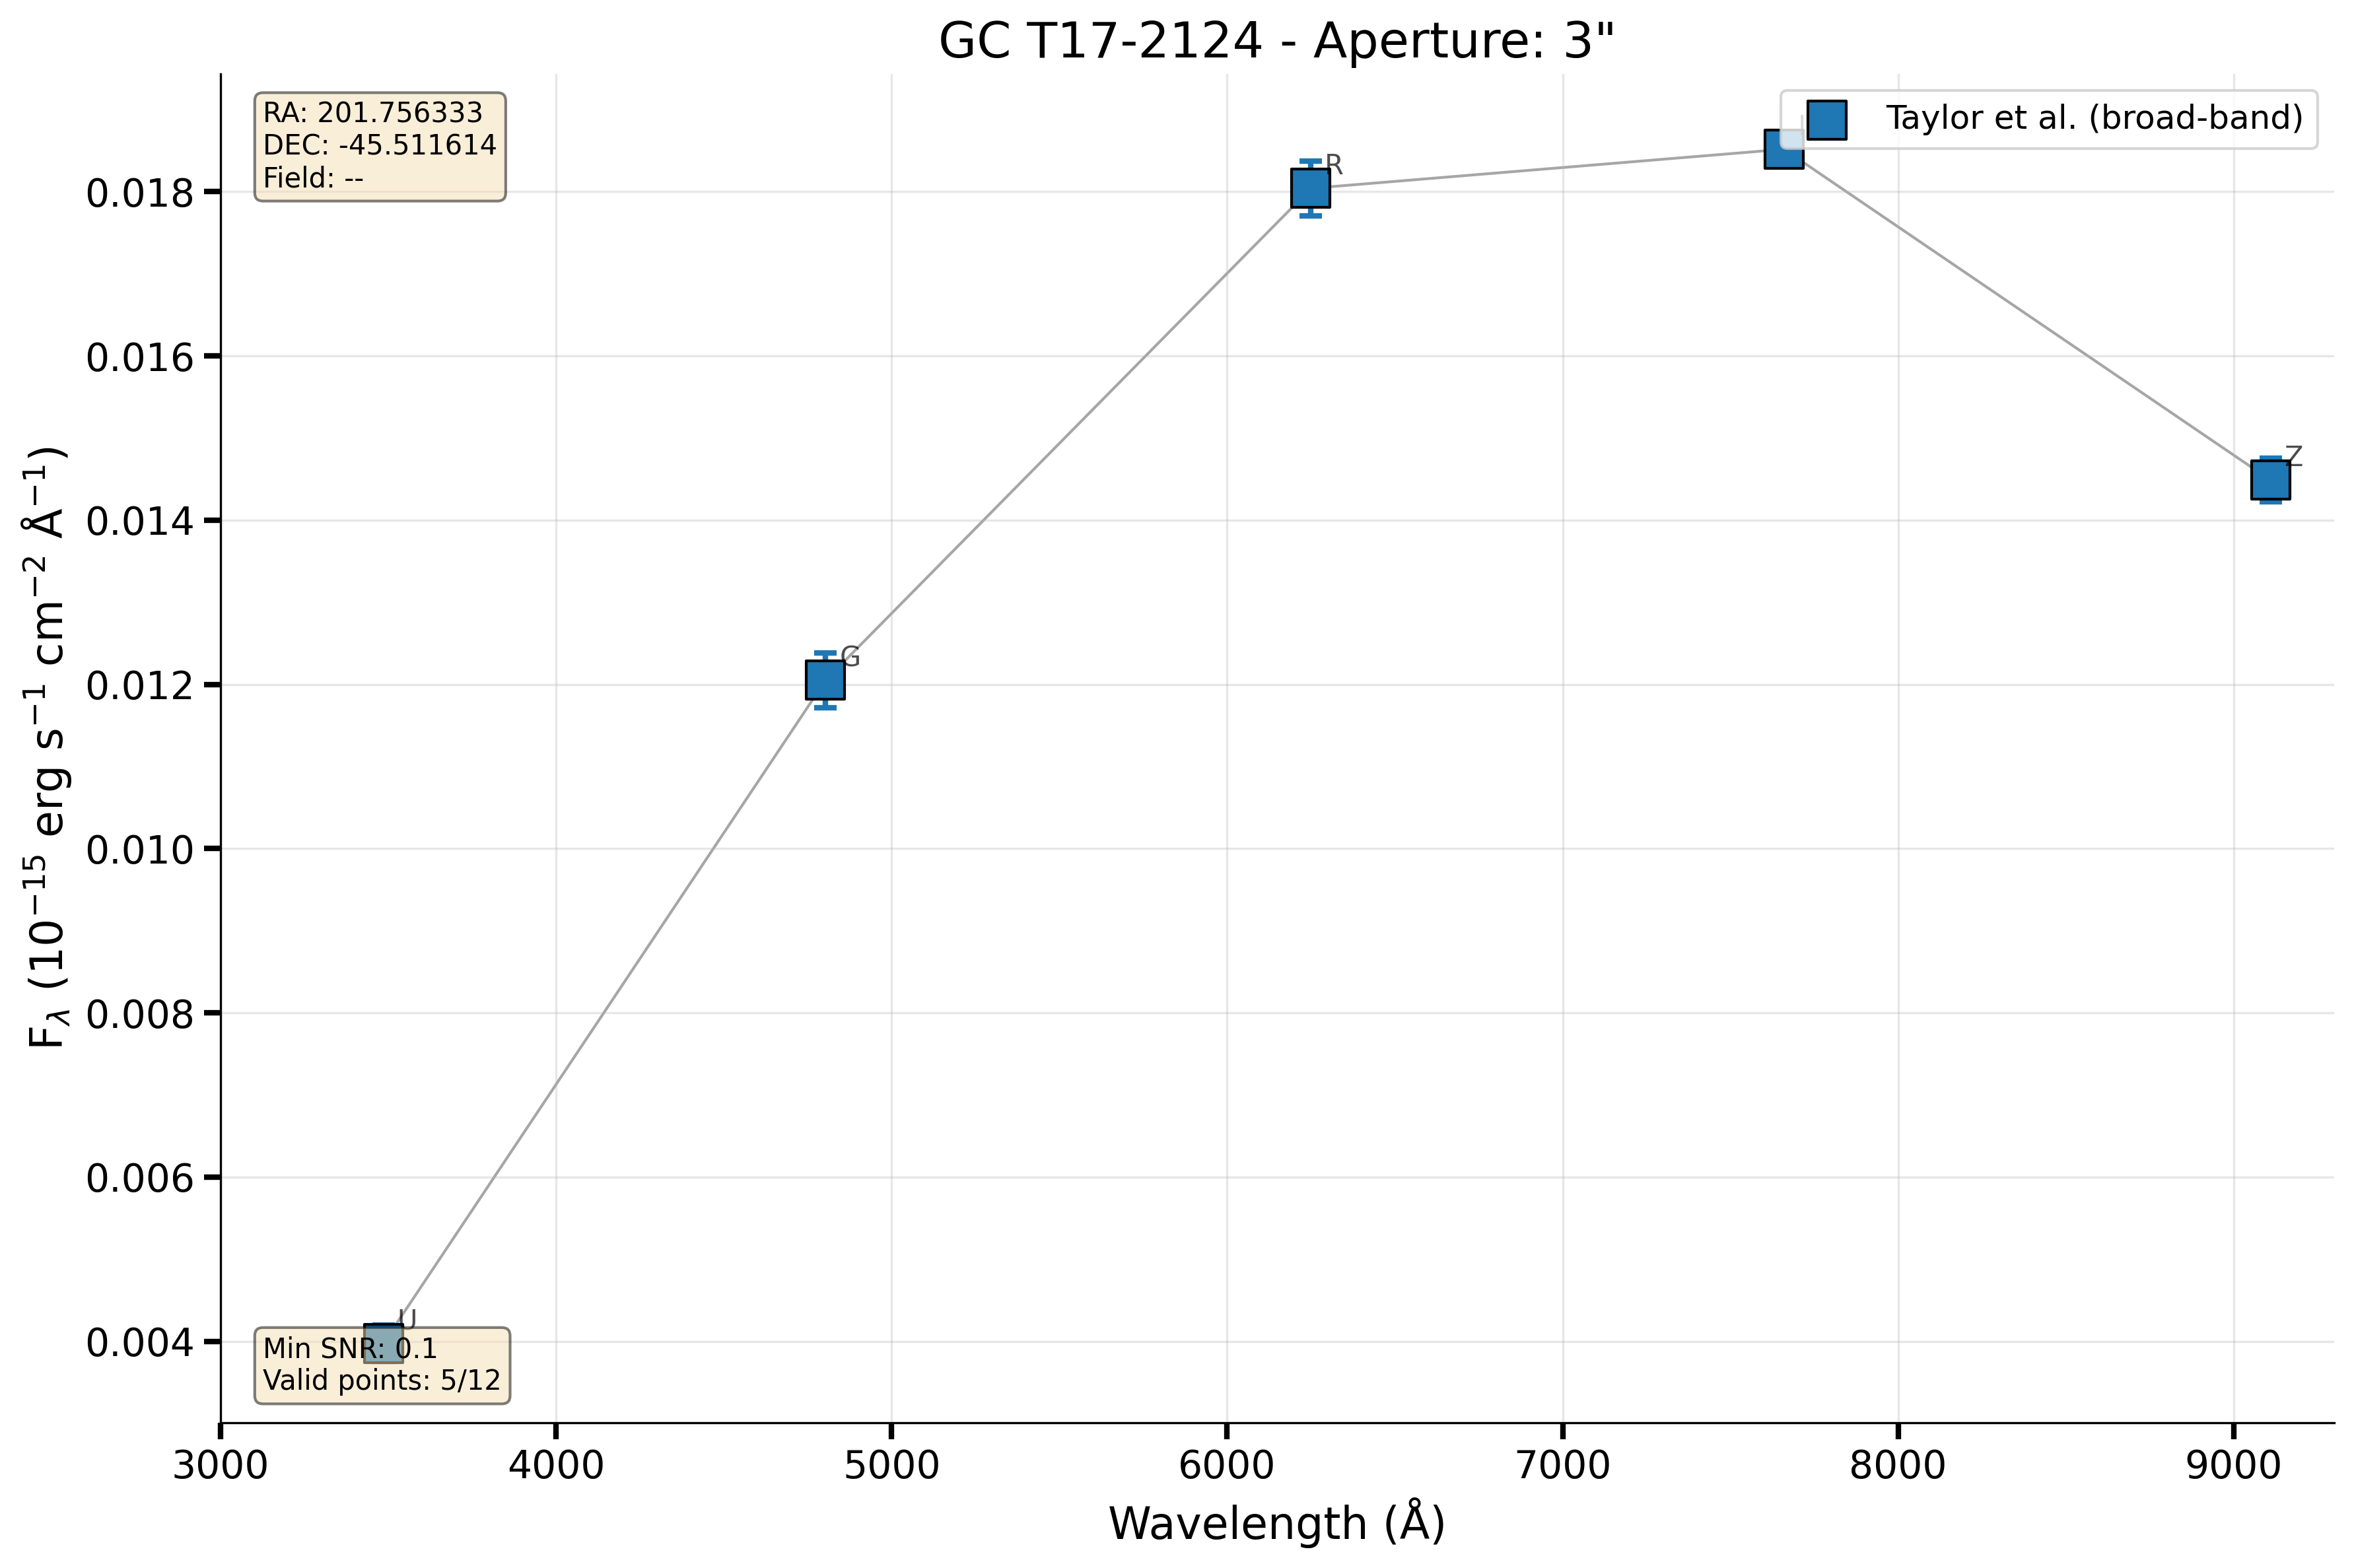 GC T17-2124 - Aperture: 3"
RA: 201.756333
DEC: -45.511614
Field: --
Taylor et al. (broad-band)
R
Z
G
U
Min SNR: 0.1
Valid points: 5/12
F_λ (10⁻¹⁵ erg s⁻¹ cm⁻² Å⁻¹)
0.018
0.016
0.014
0.012
0.010
0.008
0.006
0.004
3000 4000 5000 6000 7000 8000 9000
Wavelength (Å)